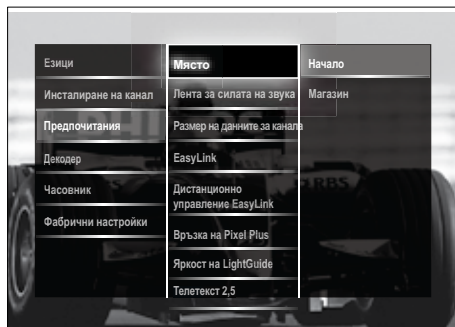 Езици
Инсталиране на канал
Предпочитания
Декодер
Часовник
Фабрични настройки
Място
Лента за силата на звука
Размер на данните за канала
EasyLink
Дистанционно
управление EasyLink
Връзка на Pixel Plus
Яркост на LightGuide
Телетекст 2,5
Начало
Магазин
RBS